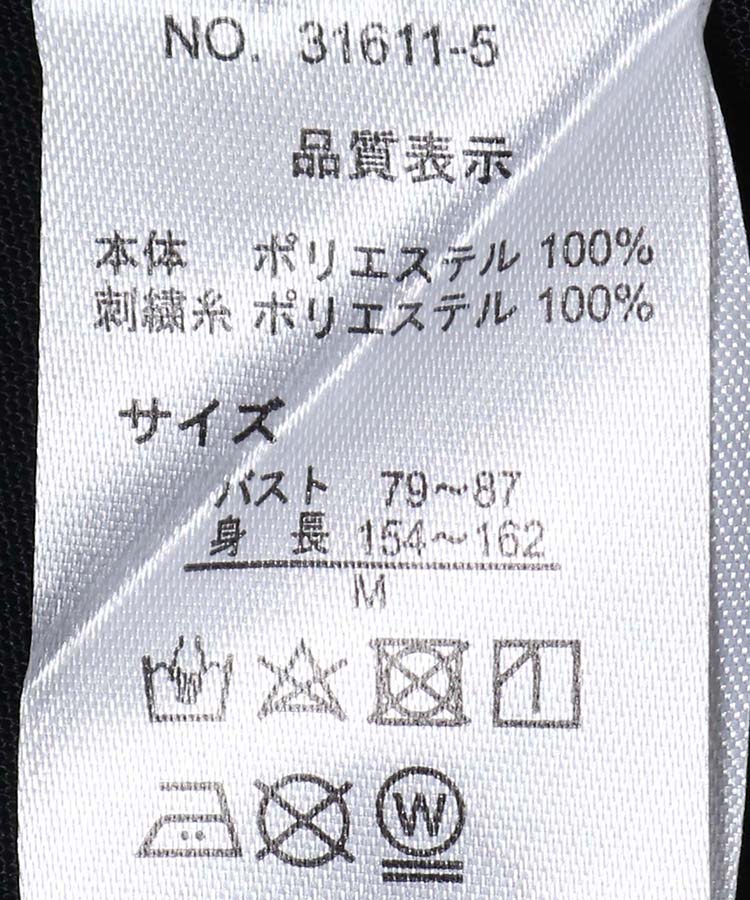 NO. 31611-5
品質表示
本体 ポリエステル 100%
刺繍糸 ポリエステル 100%
サイズ
バスト 79~87
身 長 154~162
M
W